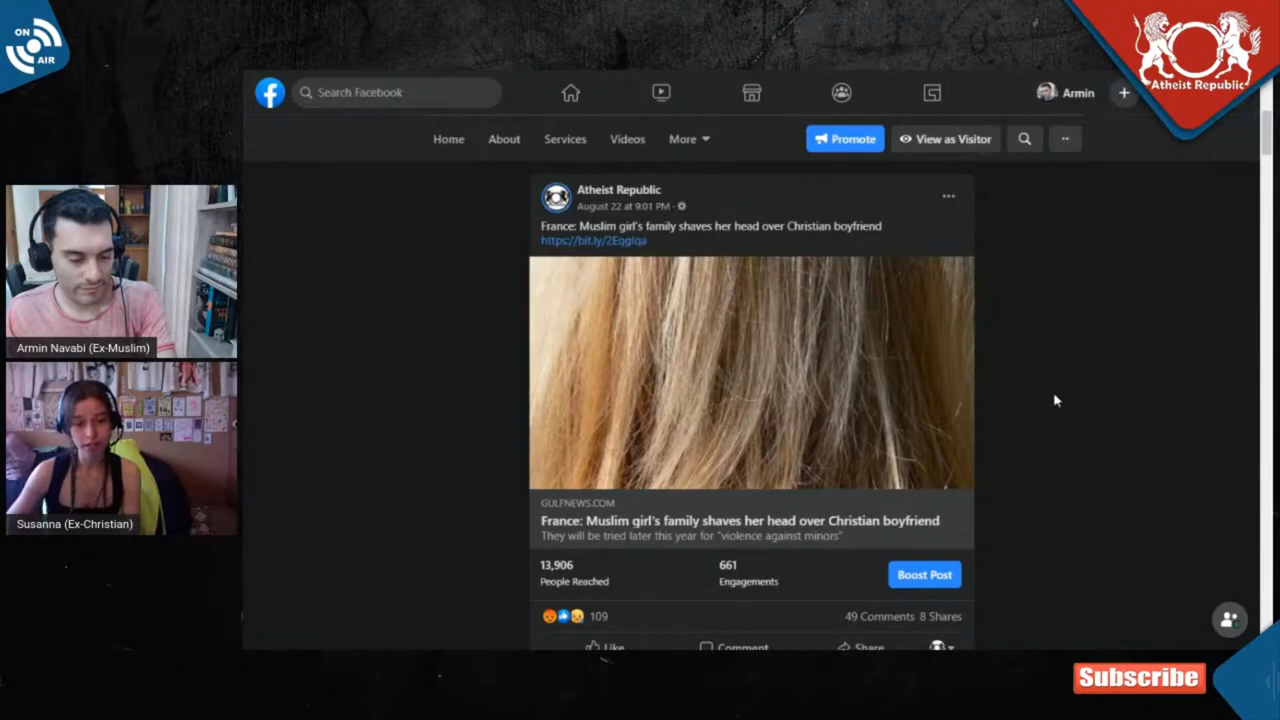 ON
AIR
Atheist Republic
Search Facebook
Armin
Home
About
Services
Videos
More
Promote
View as Visitor
Atheist Republic
August 22 at 9:01 PM
France: Muslim girl's family shaves her head over Christian boyfriend
https://bit.ly/2EqgIqa
GULFNEWS.COM
France: Muslim girl's family shaves her head over Christian boyfriend
They will be tried later this year for "violence against minors"
13,906
People Reached
661
Engagements
Boost Post
109
49 Comments 8 Shares
Like
Comment
Share
Armin Navabi (Ex-Muslim)
Susanna (Ex-Christian)
Subscribe